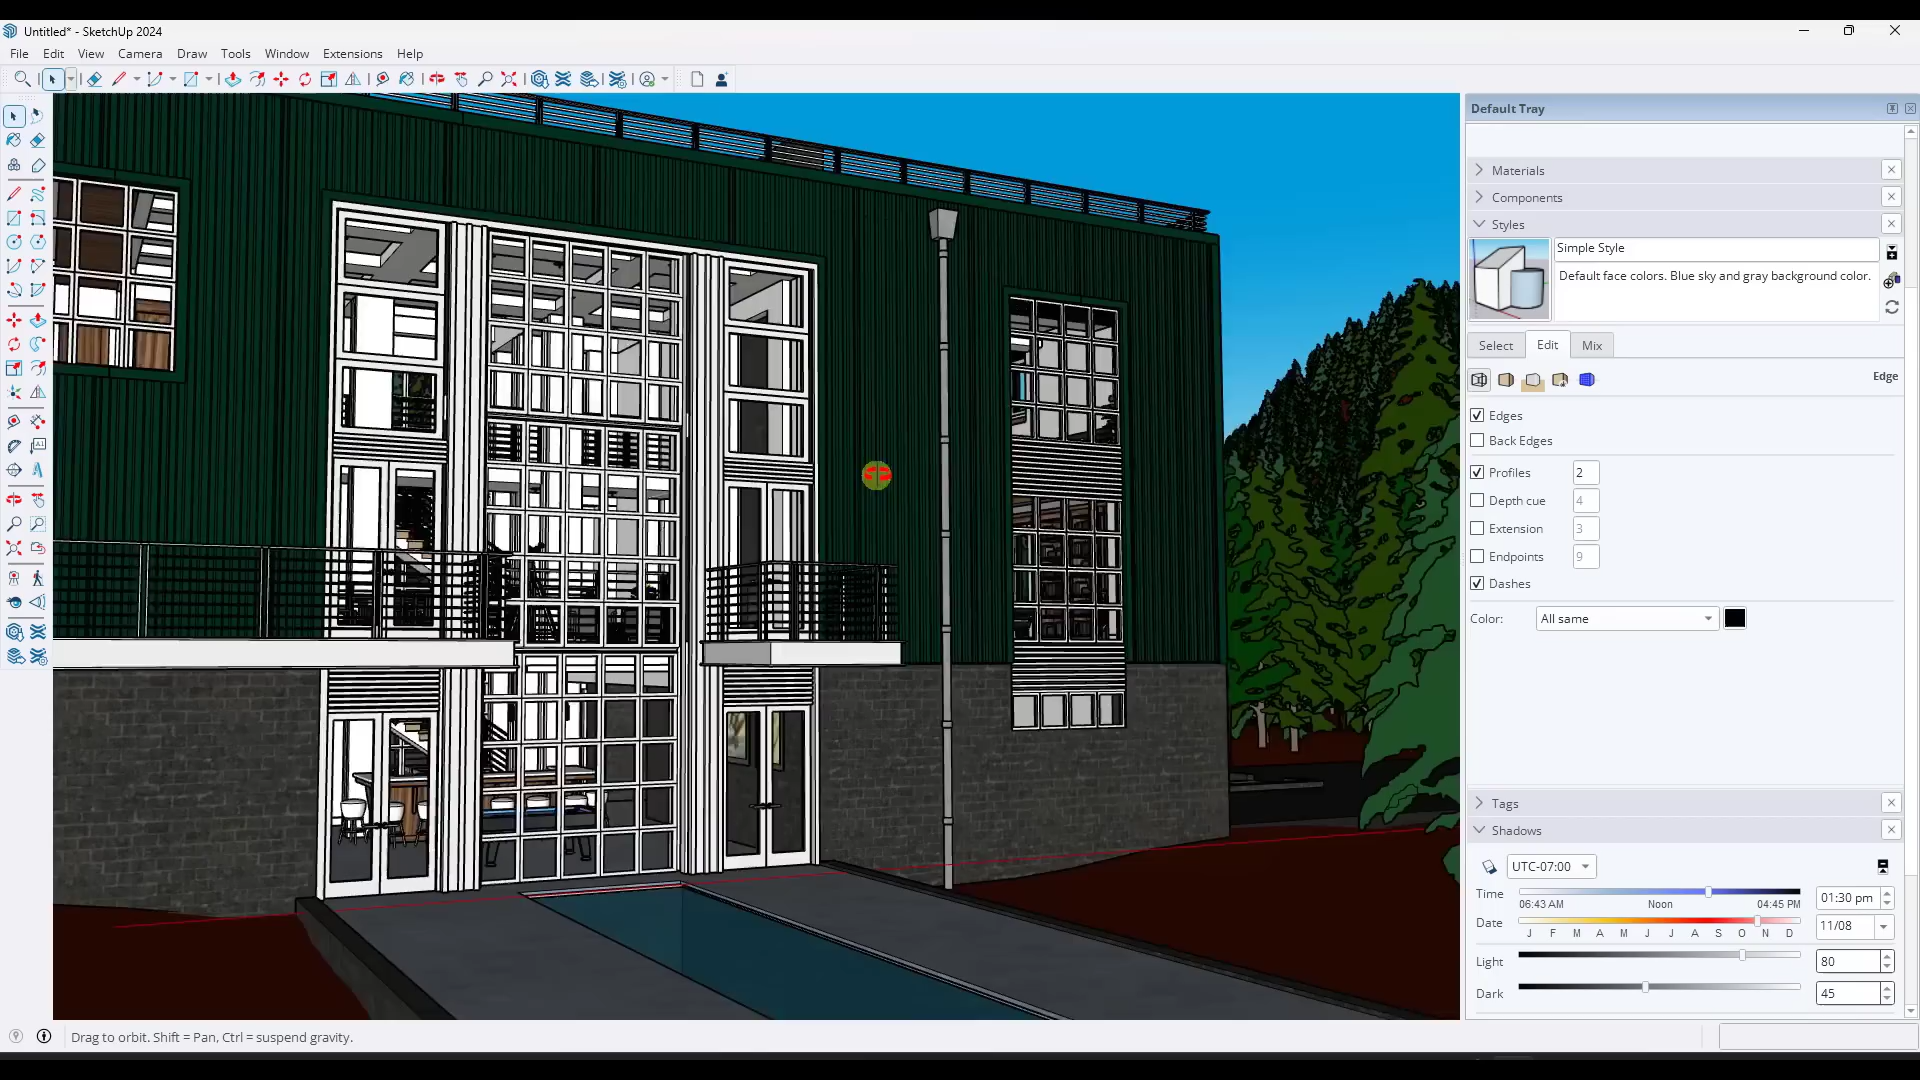 Untitled* - SketchUp 2024
File Edit View Camera Draw Tools Window Extensions Help
Default Tray
Materials
Components
Styles
Simple Style
Default face colors. Blue sky and gray background color.
Select Edit Mix
Edge
Edges
Back Edges
Profiles 2
Depth cue 4
Extension 3
Endpoints 9
Dashes
Color: All same
Tags
Shadows
UTC-07:00
Time 01:30 pm
06:43 AM Noon 04:45 PM
Date 11/08
J F M A M J J A S O N D
Light 80
Dark 45
Drag to orbit. Shift = Pan, Ctrl = suspend gravity.